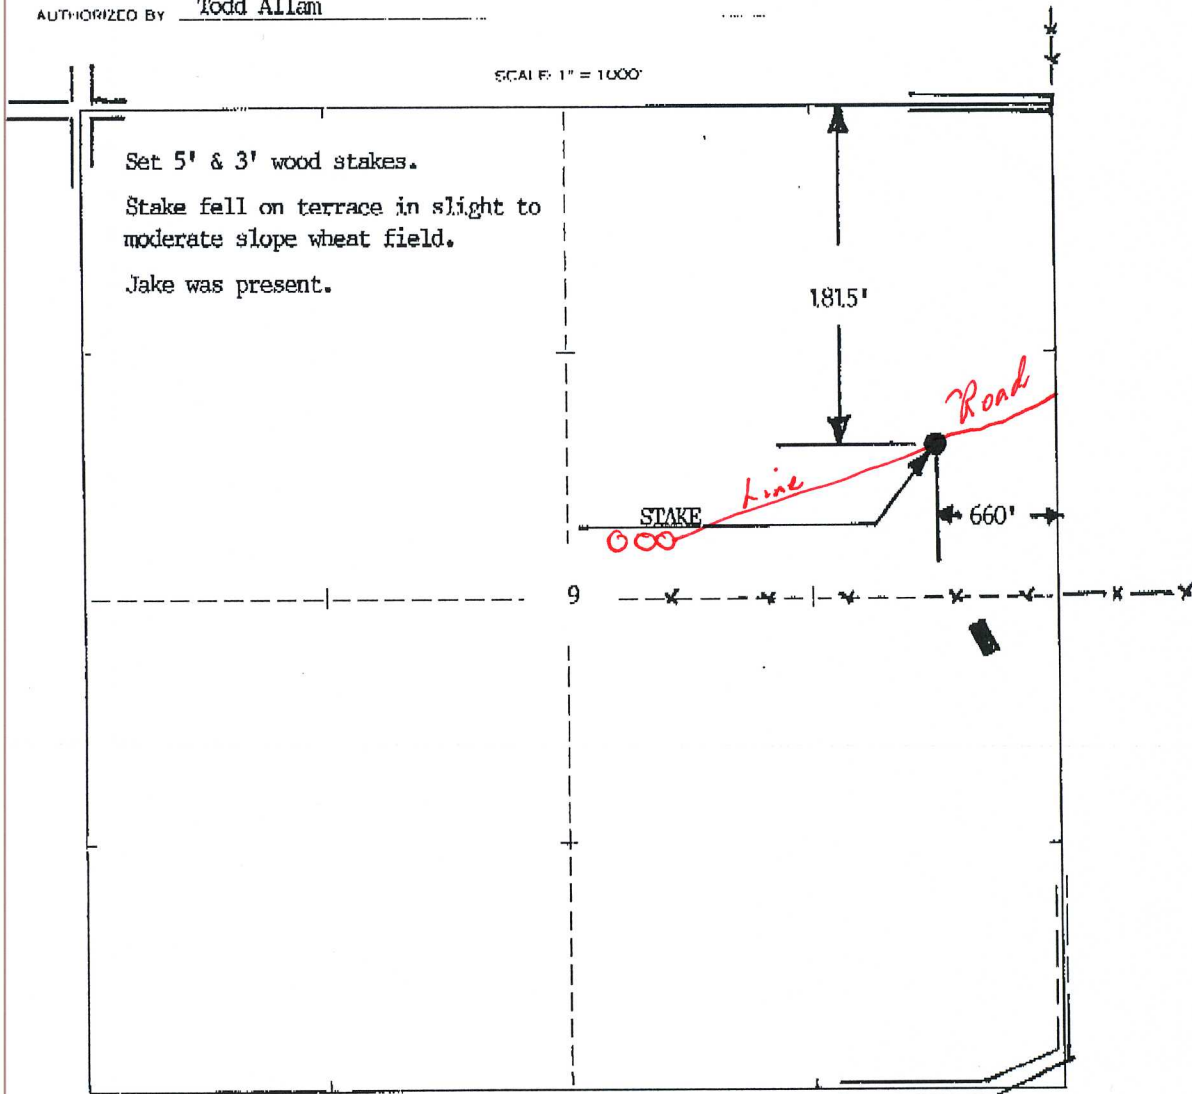 AUTHORIZED BY Todd Allam
SCALE: 1" = 1000'
Set 5' & 3' wood stakes.
Stake fell on terrace in slight to
moderate slope wheat field.
Jake was present.
1815'
Road
Line
STAKE
660'
9